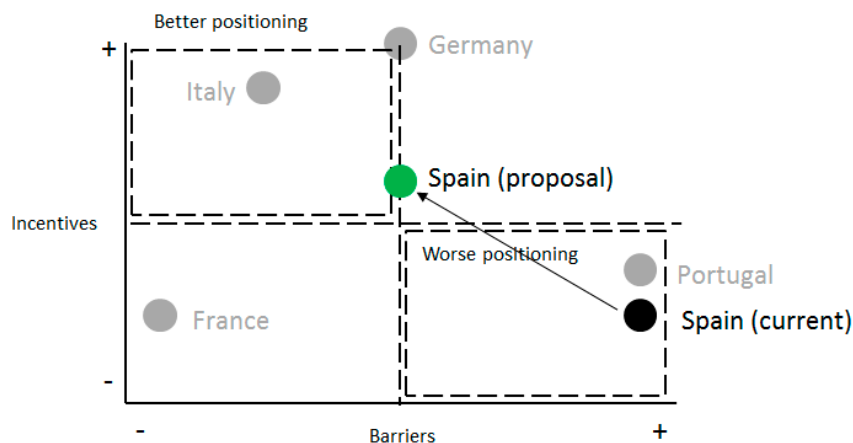 Better positioning
+
Germany
Italy
Spain (proposal)
Incentives
Worse positioning
Portugal
France
Spain (current)
-
-
Barriers
+